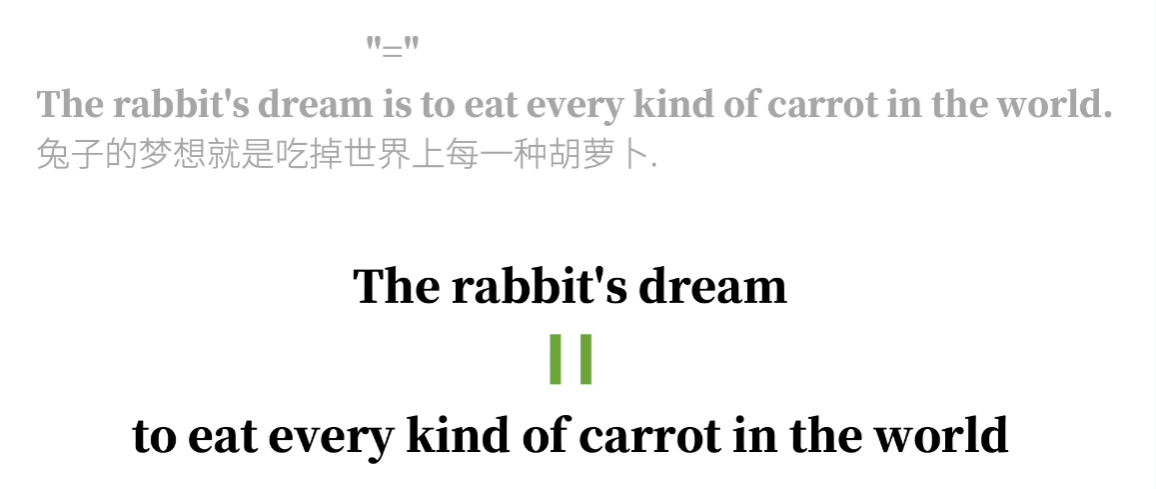 "="
The rabbit's dream is to eat every kind of carrot in the world.
兔子的梦想就是吃掉世界上每一种胡萝卜.
The rabbit's dream
=
to eat every kind of carrot in the world